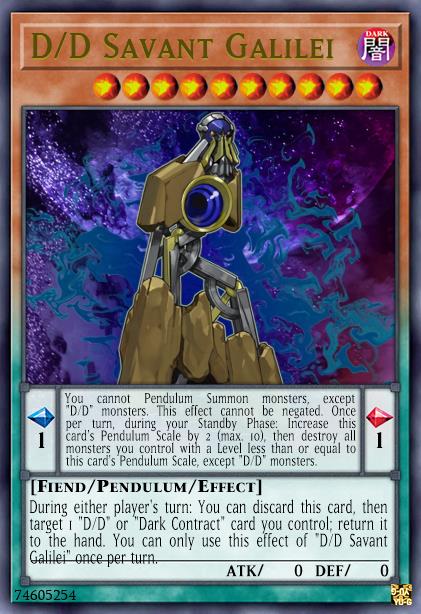 D/D Savant Galilei
DARK
闇
You cannot Pendulum Summon monsters, except
"D/D" monsters. This effect cannot be negated. Once
per turn, during your Standby Phase: Increase this
card's Pendulum Scale by 2 (max. 10), then destroy all
monsters you control with a Level less than or equal to
this card's Pendulum Scale, except "D/D" monsters.
1
1
[Fiend/Pendulum/Effect]
During either player's turn: You can discard this card, then
target 1 "D/D" or "Dark Contract" card you control; return it
to the hand. You can only use this effect of "D/D Savant
Galilei" once per turn.
ATK/ 0 DEF/ 0
74605254